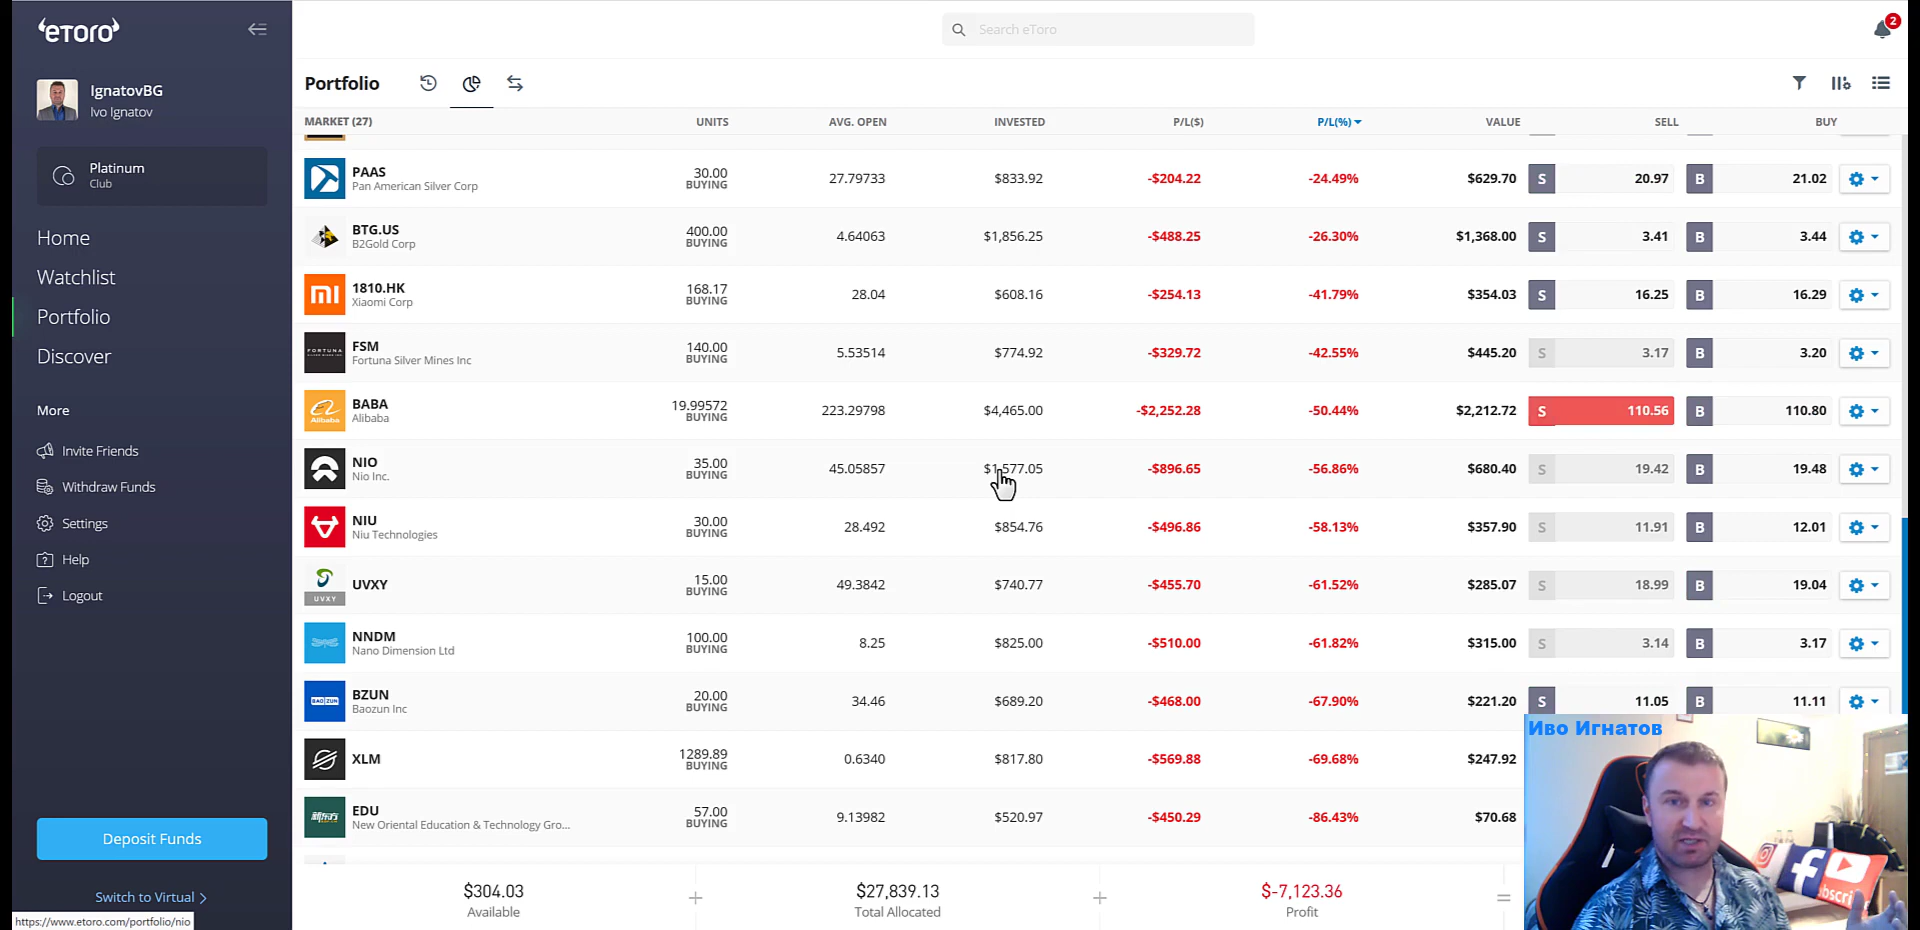 eToro
Search eToro
2
IgnatovBG
Ivo Ignatov
Platinum
Club
Home
Watchlist
Portfolio
Discover
More
Invite Friends
Withdraw Funds
Settings
Help
Logout
Deposit Funds
Switch to Virtual >
https://www.etoro.com/portfolio/nio
Portfolio
MARKET (27) UNITS AVG. OPEN INVESTED P/L($) P/L(%) VALUE SELL BUY
PAAS
Pan American Silver Corp
30.00
BUYING
27.79733 $833.92 -$204.22 -24.49% $629.70 S 20.97 B 21.02
BTG.US
B2Gold Corp
400.00
BUYING
4.64063 $1,856.25 -$488.25 -26.30% $1,368.00 S 3.41 B 3.44
1810.HK
Xiaomi Corp
168.17
BUYING
28.04 $608.16 -$254.13 -41.79% $354.03 S 16.25 B 16.29
FSM
Fortuna Silver Mines Inc
140.00
BUYING
5.53514 $774.92 -$329.72 -42.55% $445.20 S 3.17 B 3.20
BABA
Alibaba
19.99572
BUYING
223.29798 $4,465.00 -$2,252.28 -50.44% $2,212.72 S 110.56 B 110.80
NIO
Nio Inc.
35.00
BUYING
45.05857 $1,577.05 -$896.65 -56.86% $680.40 S 19.42 B 19.48
NIU
Niu Technologies
30.00
BUYING
28.492 $854.76 -$496.86 -58.13% $357.90 S 11.91 B 12.01
UVXY
UVXY
15.00
BUYING
49.3842 $740.77 -$455.70 -61.52% $285.07 S 18.99 B 19.04
NNDM
Nano Dimension Ltd
100.00
BUYING
8.25 $825.00 -$510.00 -61.82% $315.00 S 3.14 B 3.17
BZUN
Baozun Inc
20.00
BUYING
34.46 $689.20 -$468.00 -67.90% $221.20 S 11.05 B 11.11
XLM
1289.89
BUYING
0.6340 $817.80 -$569.88 -69.68% $247.92
EDU
New Oriental Education & Technology Gro...
57.00
BUYING
9.13982 $520.97 -$450.29 -86.43% $70.68
$304.03 + $27,839.13 + $-7,123.36 =
Available Total Allocated Profit
Иво Игнатов